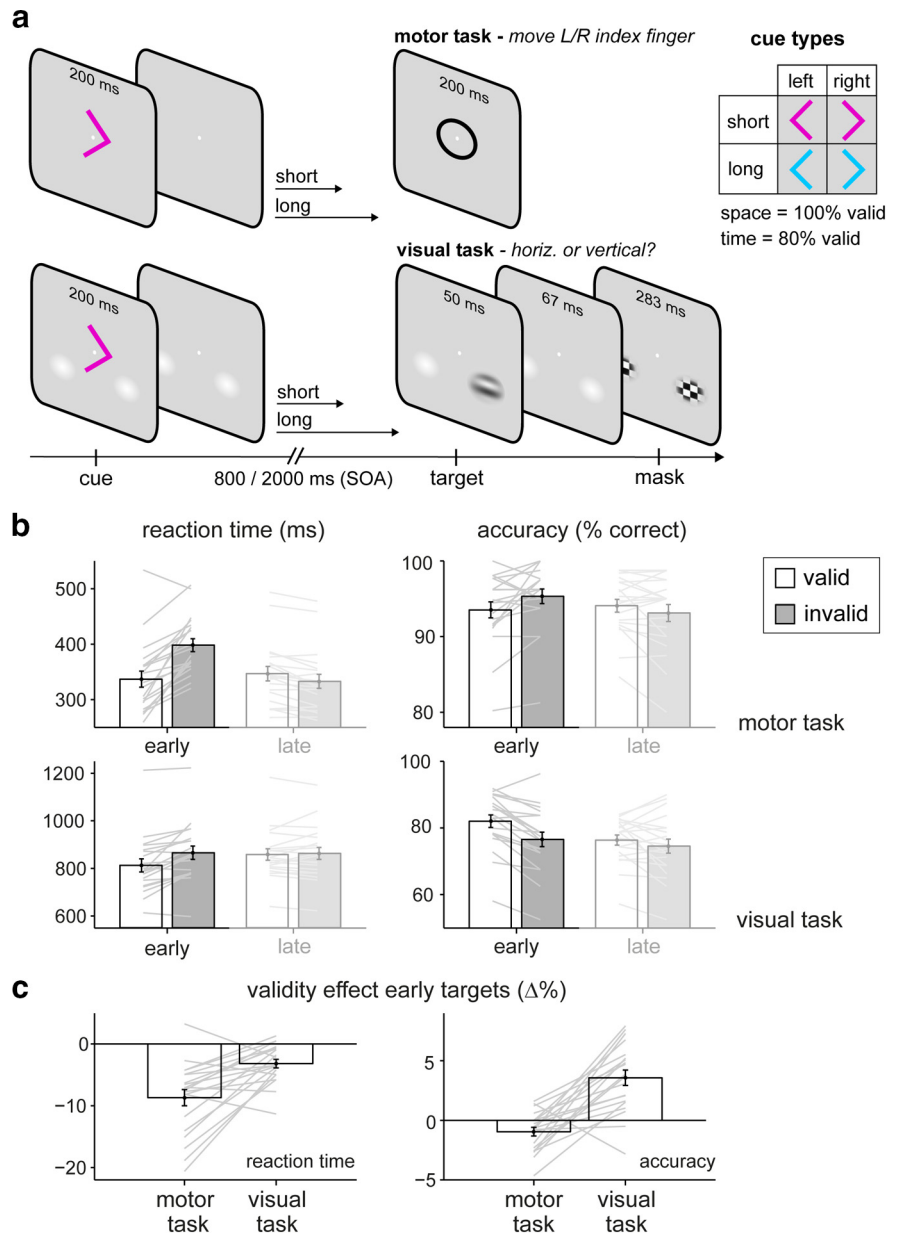 a
motor task - move L/R index finger
200 ms
200 ms
short
long
cue types
left right
short
long
space = 100% valid
time = 80% valid
visual task - horiz. or vertical?
200 ms
50 ms
67 ms
283 ms
short
long
cue
800 / 2000 ms (SOA)
target
mask
b
reaction time (ms)
accuracy (% correct)
valid
invalid
500
400
300
early
late
100
90
80
early
late
motor task
1200
1000
800
600
early
late
100
80
60
early
late
visual task
c
validity effect early targets (Δ%)
0
−10
−20
reaction time
motor
task
visual
task
5
0
−5
accuracy
motor
task
visual
task